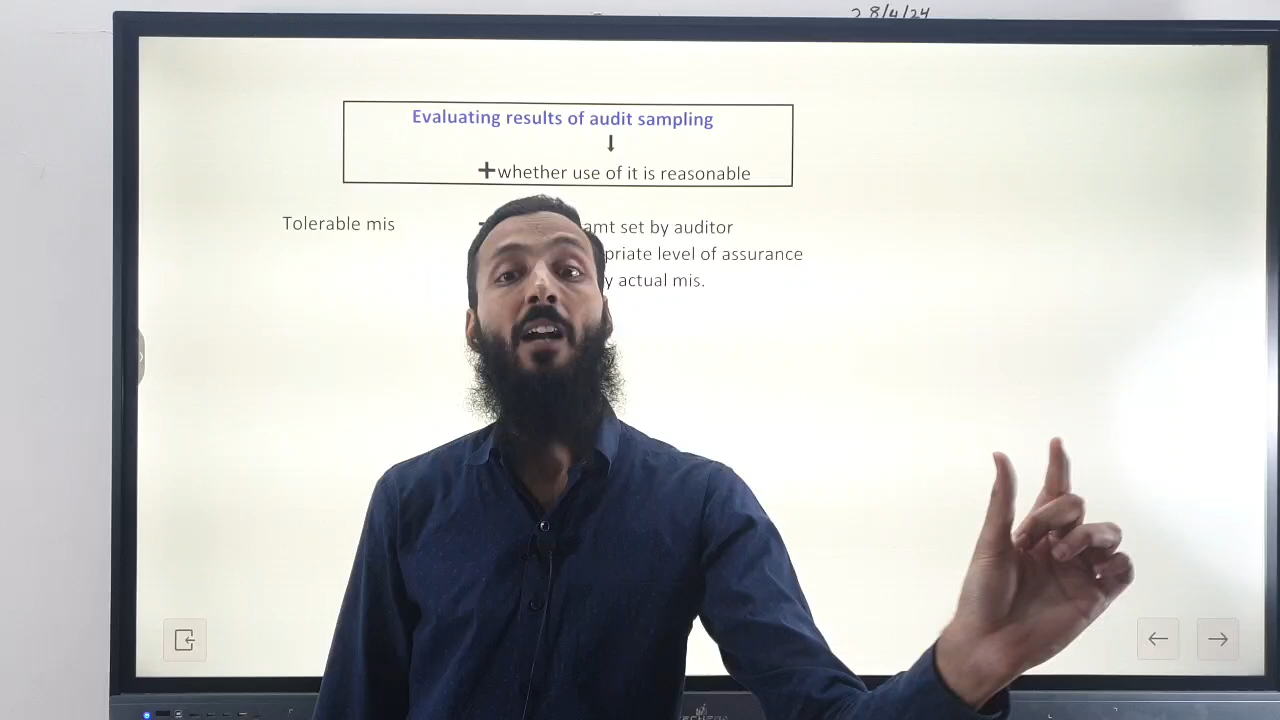 28/4/24
Evaluating results of audit sampling
whether use of it is reasonable
Tolerable mis
amt set by auditor
level of assurance
actual mis.